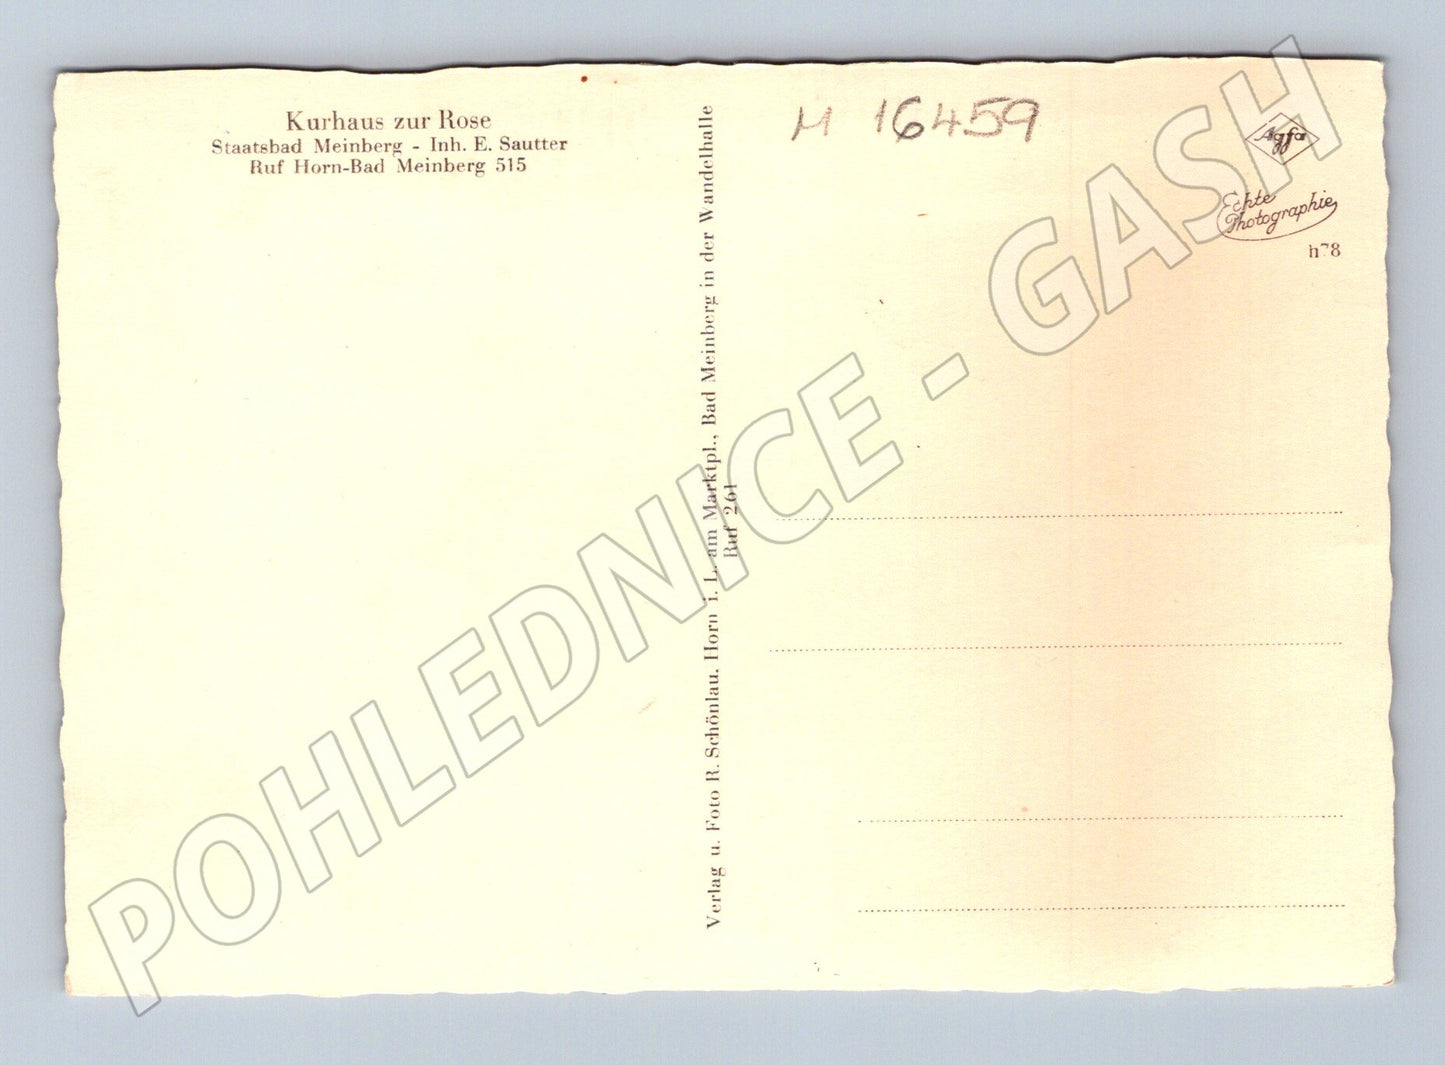 Kurhaus zur Rose
Staatsbad Meinberg - Inh. E. Sautter
Ruf Horn-Bad Meinberg 515
Verlag u. Foto R. Schönlau. Horn i. L. am Marktpl., Bad Meinberg in der Wandelhalle
Ruf 261
M 16459
Agfa
Echte
Photographie
h78
POHLEDNICE - GASH